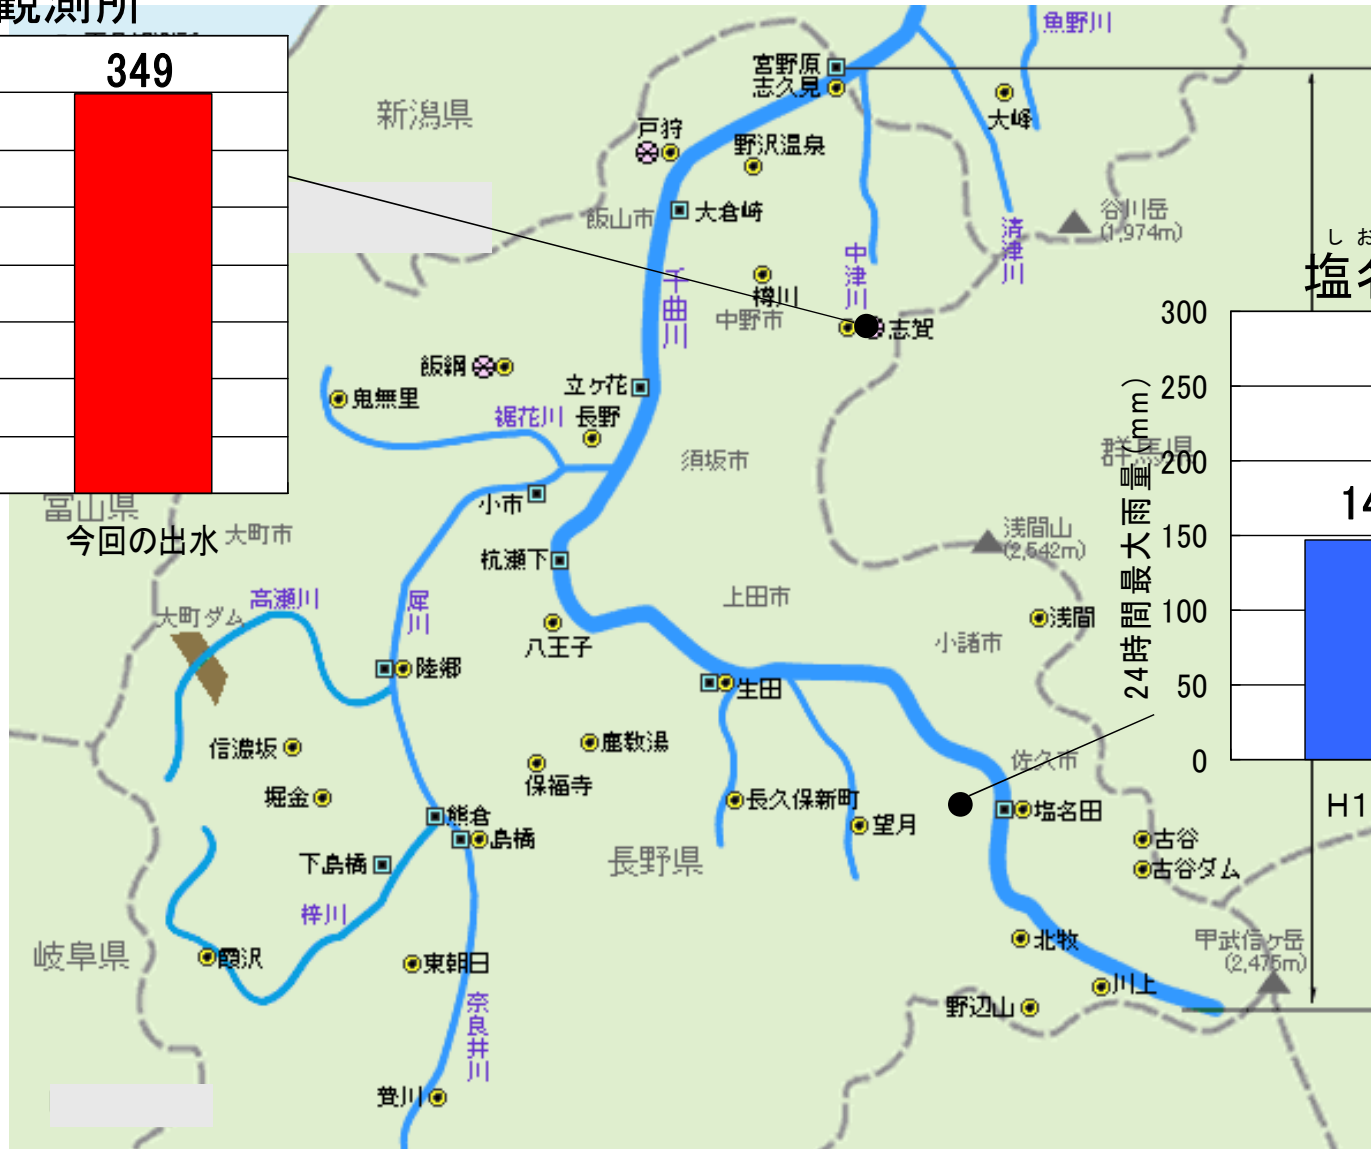 観測所
349
今回の出水
新潟県
魚野川
宮野原
志久見
大峰
戸狩
野沢温泉
飯山市
大倉崎
谷川岳
(1,974m)
清津川
中津川
千曲川
樽川
中野市
志賀
飯綱
鬼無里
立ヶ花
裾花川
長野
須坂市
群馬県
富山県
大町市
小市
杭瀬下
浅間山
(2,542m)
高瀬川
大町ダム
犀川
上田市
浅間
小諸市
八王子
陸郷
生田
信濃坂
鹿教湯
保福寺
佐久市
堀金
長久保新町
熊倉
望月
塩名田
島橋
古谷
古谷ダム
下島橋
長野県
梓川
岐阜県
霞沢
東朝日
北牧
甲武信ヶ岳
(2,475m)
川上
野辺山
奈良井川
しお
塩名
24時間最大雨量(mm)
300
250
200
150
100
50
0
14
H1